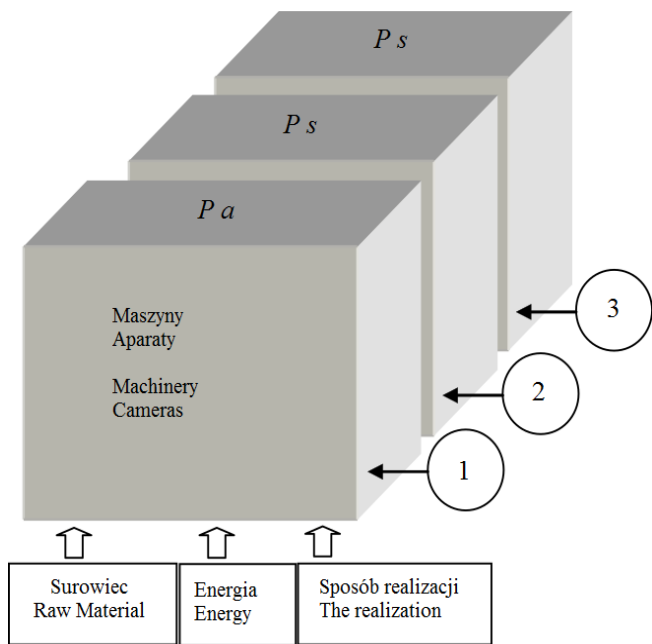 P s
P s
P a
Maszyny
Aparaty
Machinery
Cameras
3
2
1
Surowiec
Raw Material
Energia
Energy
Sposób realizacji
The realization